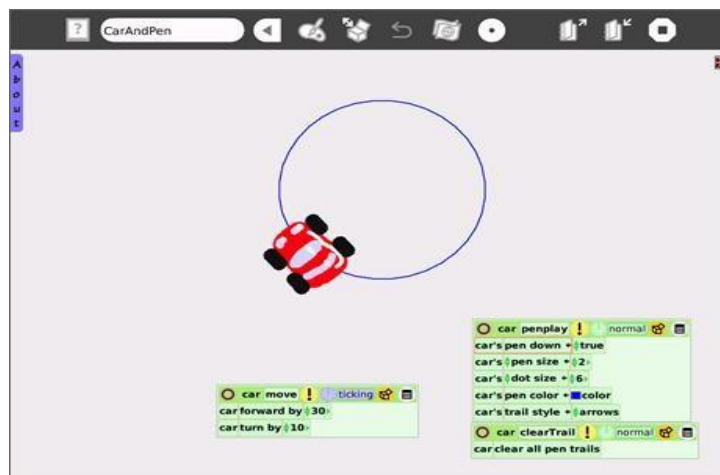 ?
CarAndPen
About
car penplay ! normal
car's pen down true
car's pen size 2
car's dot size 6
car's pen color color
car's trail style arrows
car move ! ticking
car forward by 30
car turn by 10
car clearTrail ! normal
car clear all pen trails